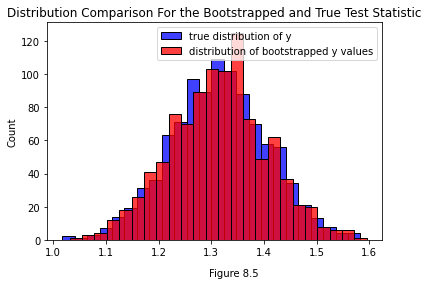 Distribution Comparison For the Bootstrapped and True Test Statistic
true distribution of y
distribution of bootstrapped y values
Count
120
100
80
60
40
20
0
1.0 1.1 1.2 1.3 1.4 1.5 1.6
Figure 8.5